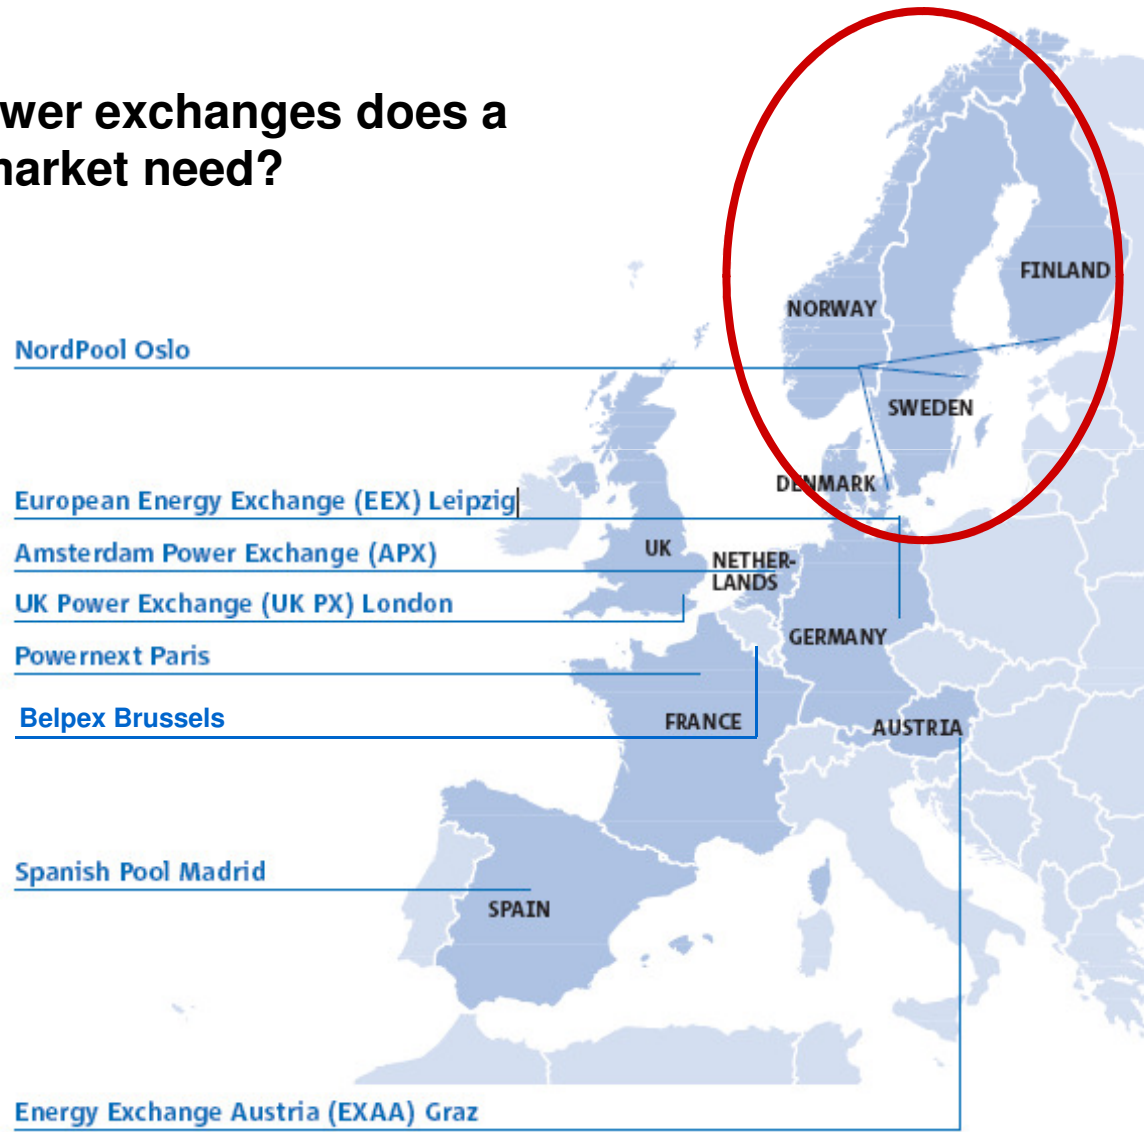 wer exchanges does a
market need?
FINLAND
NORWAY
NordPool Oslo
SWEDEN
DENMARK
European Energy Exchange (EEX) Leipzig
UK
Amsterdam Power Exchange (APX)
NETHER-
LANDS
UK Power Exchange (UK PX) London
GERMANY
Powernext Paris
Belpex Brussels
FRANCE
AUSTRIA
Spanish Pool Madrid
SPAIN
Energy Exchange Austria (EXAA) Graz